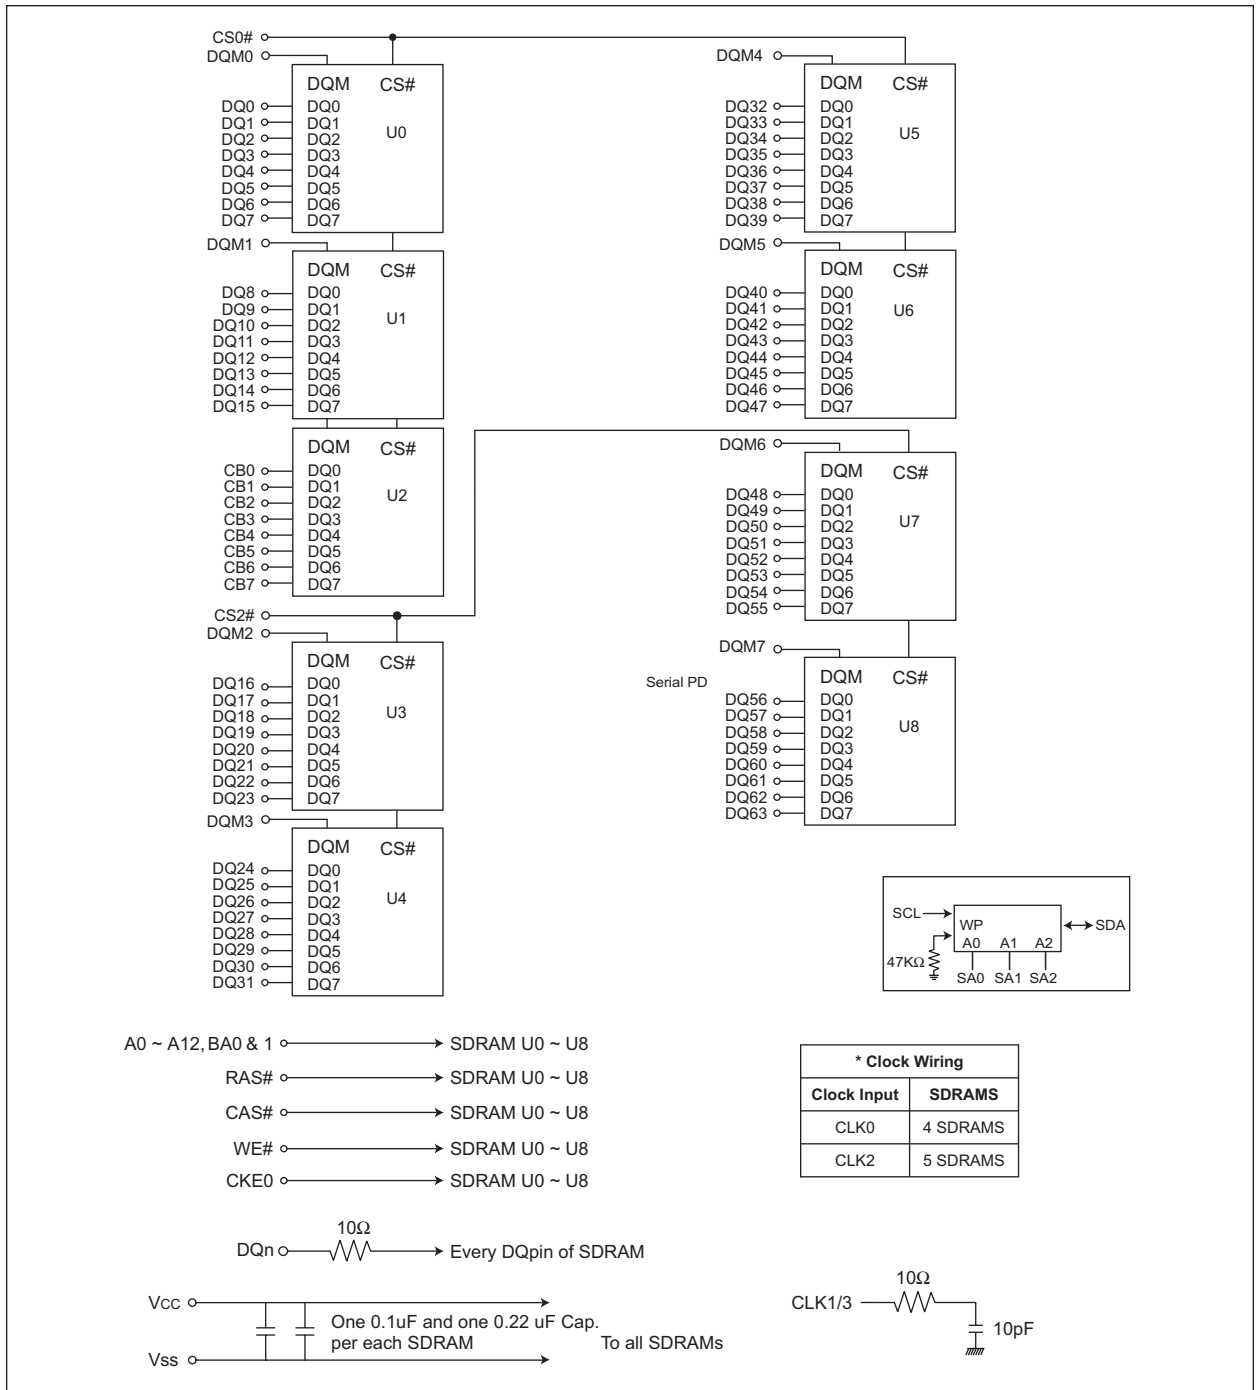 CS0#
DQM0
DQM CS#
DQ0 DQ0
DQ1 DQ1
DQ2 DQ2
DQ3 DQ3
DQ4 DQ4
DQ5 DQ5
DQ6 DQ6
DQ7 DQ7
U0
DQM1
DQM CS#
DQ8 DQ0
DQ9 DQ1
DQ10 DQ2
DQ11 DQ3
DQ12 DQ4
DQ13 DQ5
DQ14 DQ6
DQ15 DQ7
U1
DQM CS#
CB0 DQ0
CB1 DQ1
CB2 DQ2
CB3 DQ3
CB4 DQ4
CB5 DQ5
CB6 DQ6
CB7 DQ7
U2
CS2#
DQM2
DQM CS#
DQ16 DQ0
DQ17 DQ1
DQ18 DQ2
DQ19 DQ3
DQ20 DQ4
DQ21 DQ5
DQ22 DQ6
DQ23 DQ7
U3
DQM3
DQM CS#
DQ24 DQ0
DQ25 DQ1
DQ26 DQ2
DQ27 DQ3
DQ28 DQ4
DQ29 DQ5
DQ30 DQ6
DQ31 DQ7
U4
DQM4
DQM CS#
DQ32 DQ0
DQ33 DQ1
DQ34 DQ2
DQ35 DQ3
DQ36 DQ4
DQ37 DQ5
DQ38 DQ6
DQ39 DQ7
U5
DQM5
DQM CS#
DQ40 DQ0
DQ41 DQ1
DQ42 DQ2
DQ43 DQ3
DQ44 DQ4
DQ45 DQ5
DQ46 DQ6
DQ47 DQ7
U6
DQM6
DQM CS#
DQ48 DQ0
DQ49 DQ1
DQ50 DQ2
DQ51 DQ3
DQ52 DQ4
DQ53 DQ5
DQ54 DQ6
DQ55 DQ7
U7
DQM7
DQM CS#
Serial PD
DQ56 DQ0
DQ57 DQ1
DQ58 DQ2
DQ59 DQ3
DQ60 DQ4
DQ61 DQ5
DQ62 DQ6
DQ63 DQ7
U8
SCL
WP
SDA
A0 A1 A2
47KΩ
SA0 SA1 SA2
A0 ~ A12, BA0 & 1 SDRAM U0 ~ U8
RAS# SDRAM U0 ~ U8
CAS# SDRAM U0 ~ U8
WE# SDRAM U0 ~ U8
CKE0 SDRAM U0 ~ U8
* Clock Wiring
Clock Input SDRAMS
CLK0 4 SDRAMS
CLK2 5 SDRAMS
10Ω
DQn Every DQpin of SDRAM
VCC
One 0.1uF and one 0.22 uF Cap.
per each SDRAM
To all SDRAMs
VSS
10Ω
CLK1/3
10pF